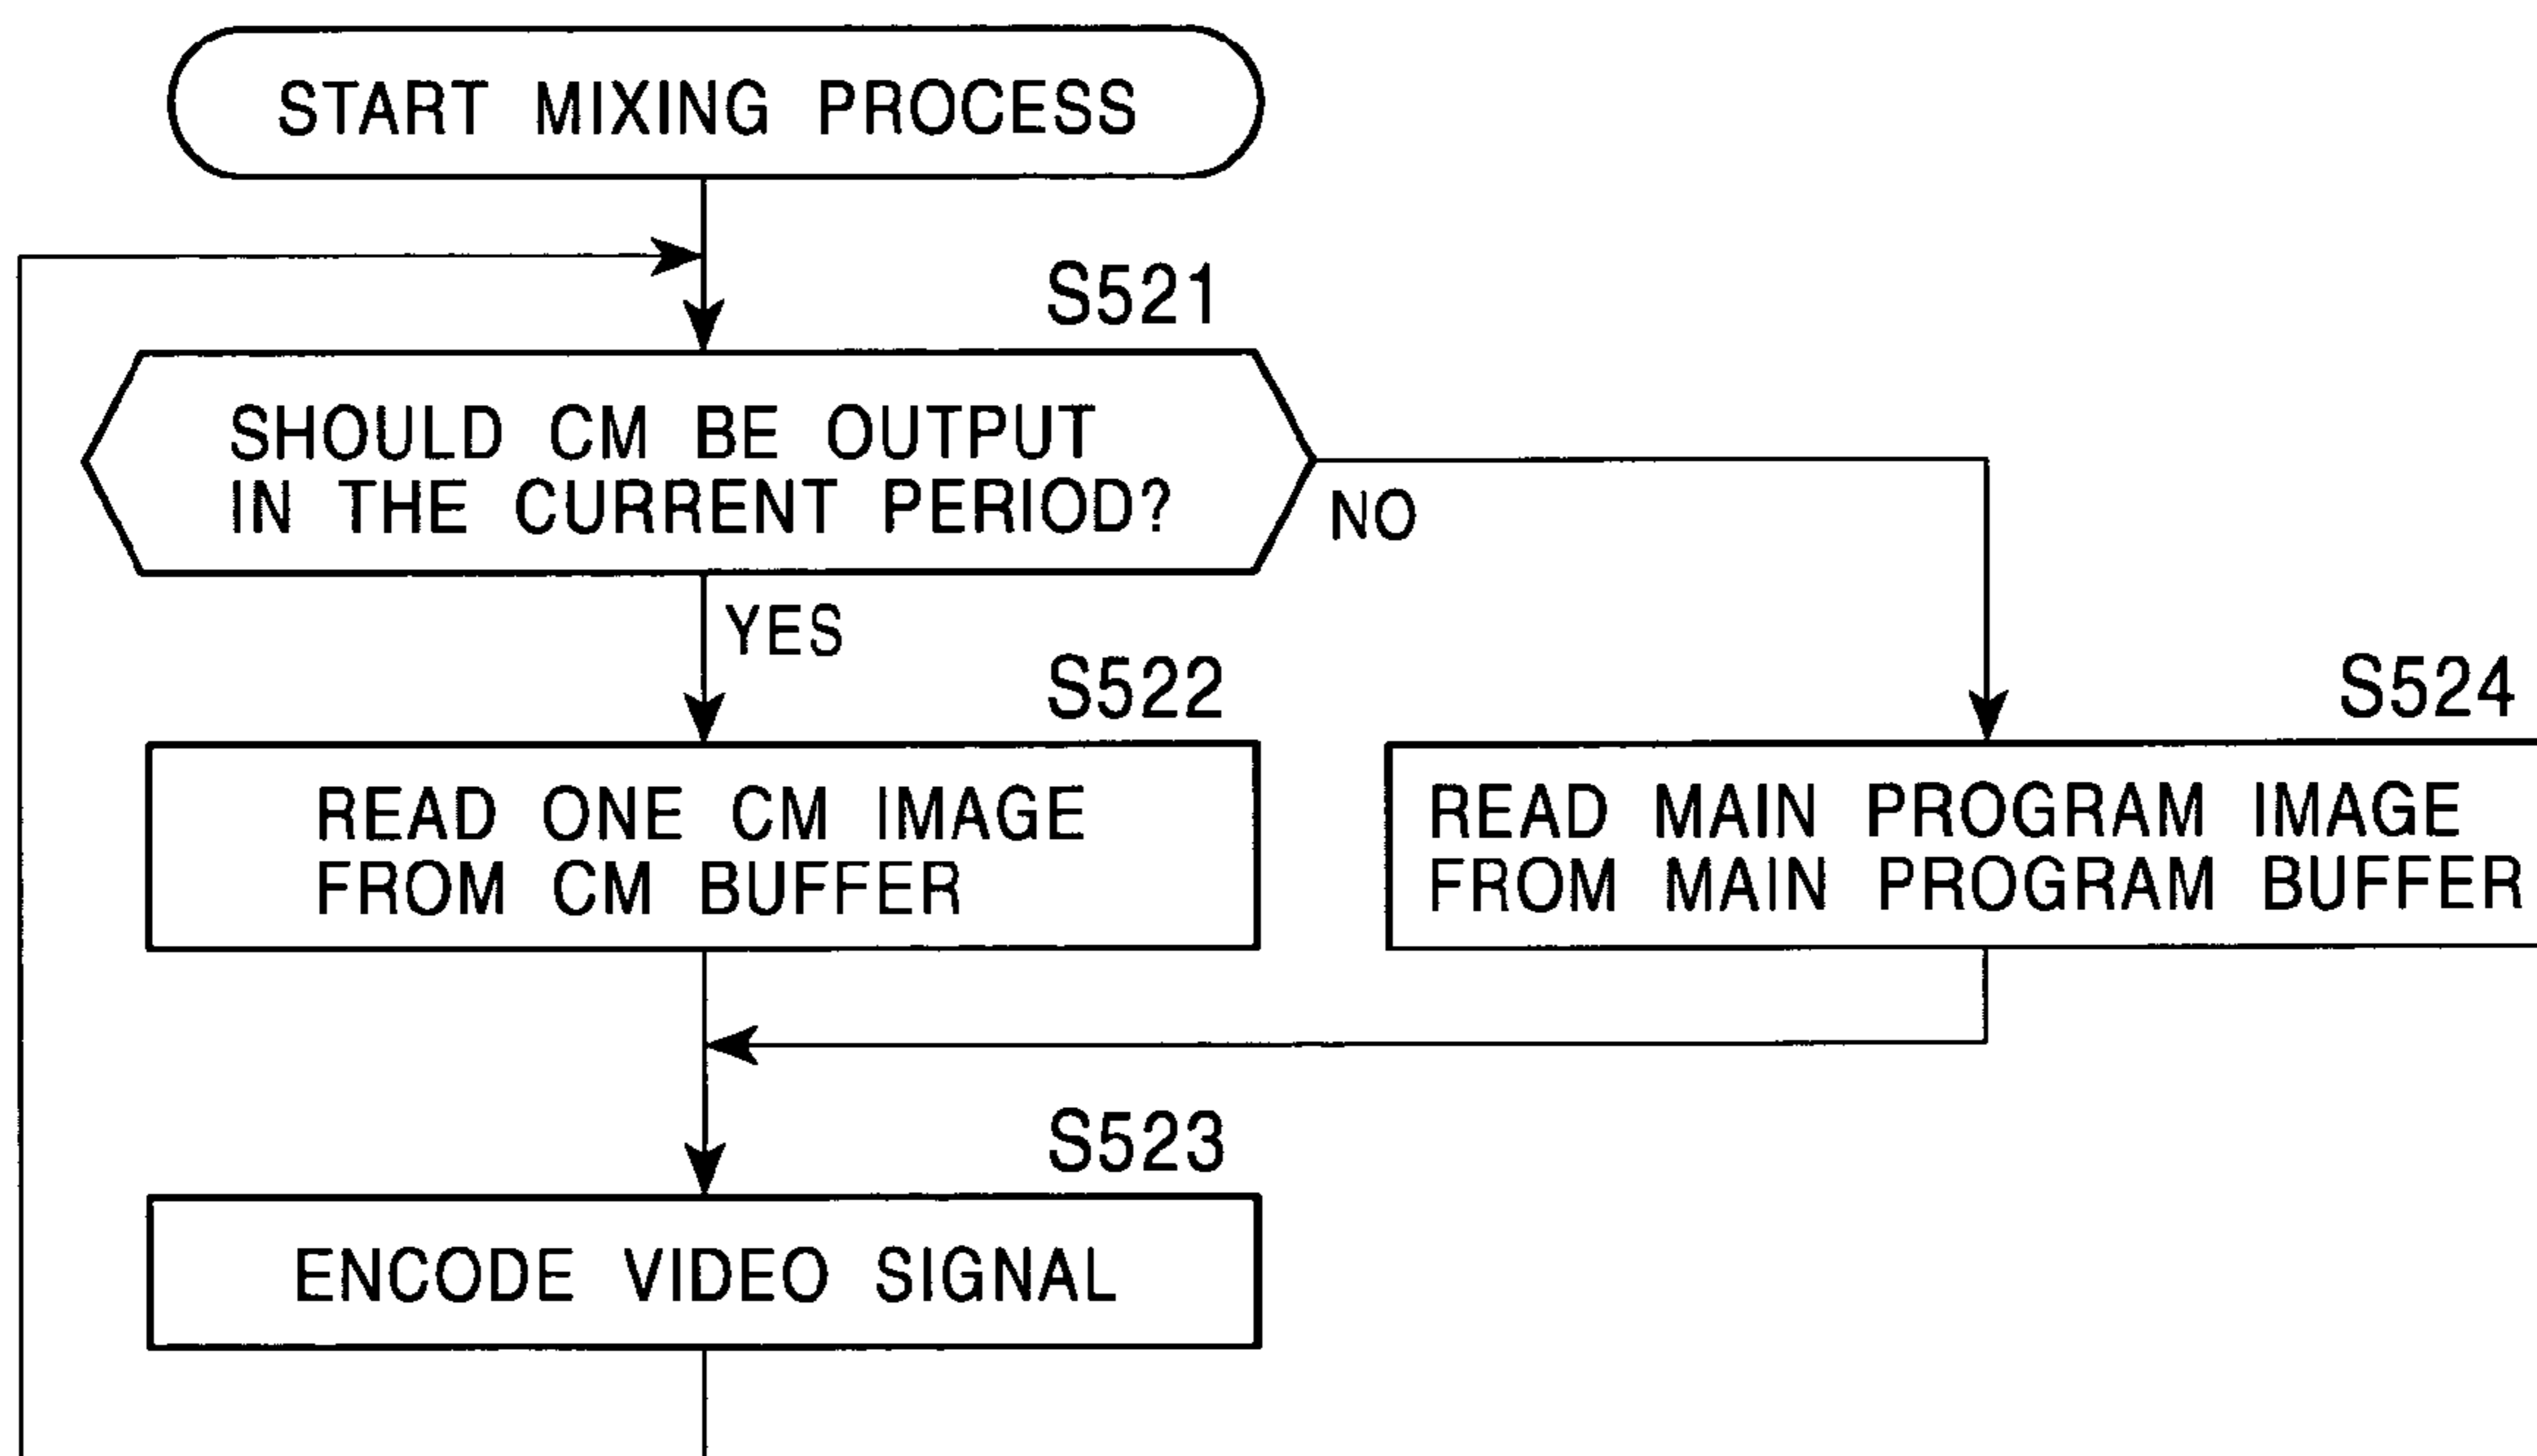 START MIXING PROCESS
S521
SHOULD CM BE OUTPUT
IN THE CURRENT PERIOD?
NO
YES
S522
S524
READ ONE CM IMAGE
FROM CM BUFFER
READ MAIN PROGRAM IMAGE
FROM MAIN PROGRAM BUFFER
S523
ENCODE VIDEO SIGNAL